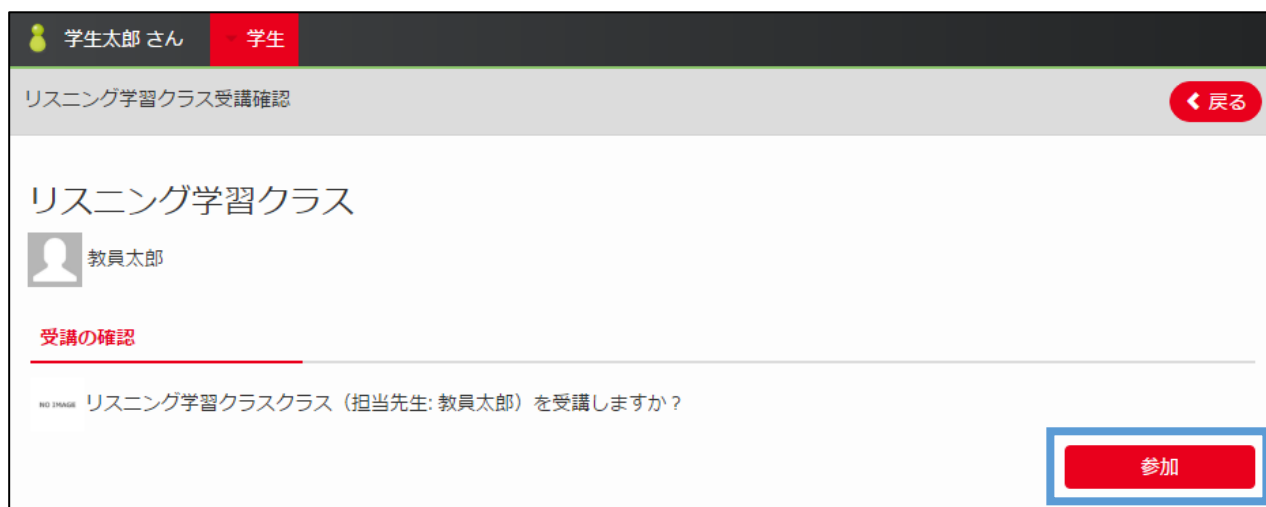 学生太郎 さん 学生
リスニング学習クラス受講確認 戻る
リスニング学習クラス
教員太郎
受講の確認
NO IMAGE リスニング学習クラスクラス（担当先生: 教員太郎）を受講しますか？
参加